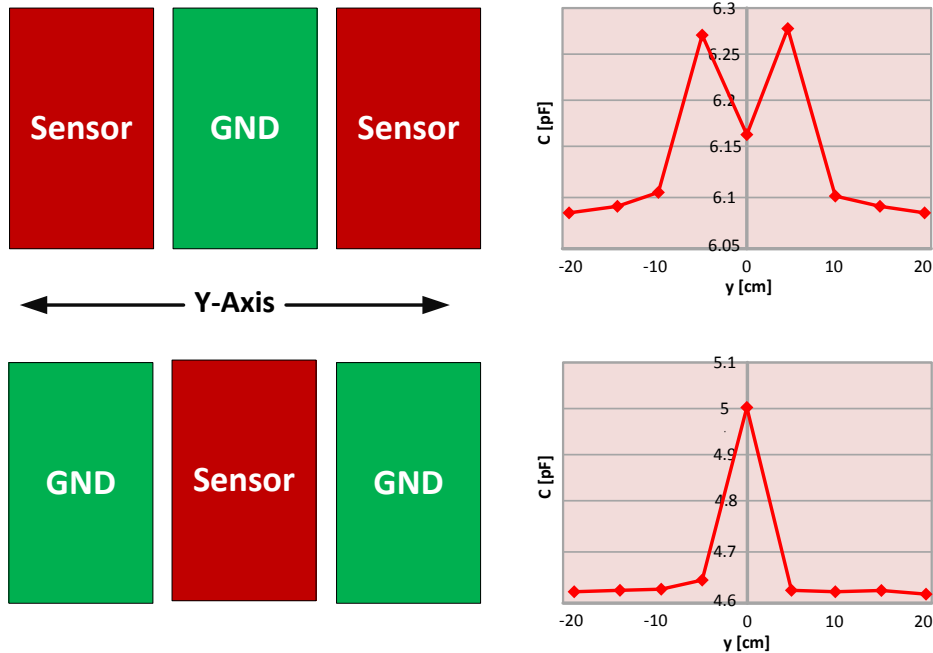 Sensor
GND
Sensor
C [pF]
6.3
6.25
6.2
6.15
6.1
6.05
-20
-10
0
10
20
y [cm]
Y-Axis
GND
Sensor
GND
C [pF]
5.1
5
4.9
4.8
4.7
4.6
-20
-10
0
10
20
y [cm]